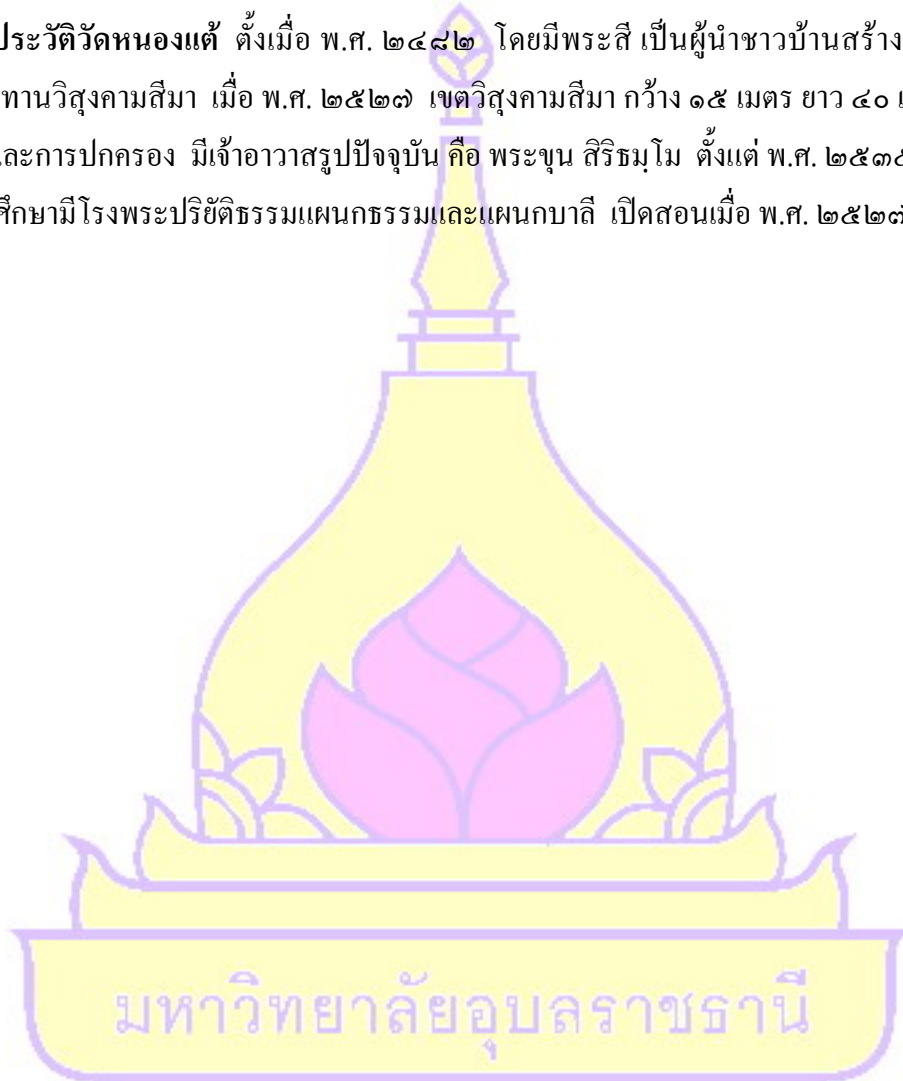 ประวัติวัดหนองแต้ ตั้งเมื่อ พ.ศ. ๒๔๘๒ โดยมีพระสี เป็นผู้นำชาวบ้านสร้าง
ทานวิสุงคามสีมา เมื่อ พ.ศ. ๒๕๒๗ เขตวิสุงคามสีมา กว้าง ๑๕ เมตร ยาว ๔๐
และการปกครอง มีเจ้าอาวาสรูปปัจจุบัน คือ พระขุน สิริธมฺโม ตั้งแต่ พ.ศ. ๒๕๓๕
ศึกษามีโรงพระปริยัติธรรมแผนกธรรมและแผนกบาลี เปิดสอนเมื่อ พ.ศ. ๒๕๒๗
มหาวิทยาลัยอุบลราชธานี